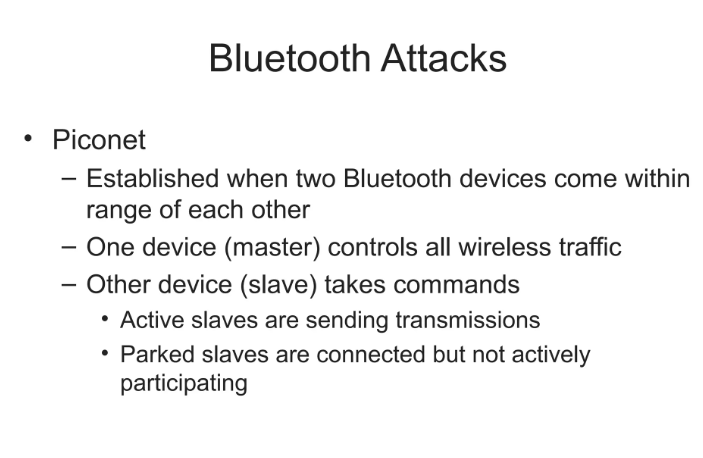 Bluetooth Attacks
• Piconet
– Established when two Bluetooth devices come within
range of each other
– One device (master) controls all wireless traffic
– Other device (slave) takes commands
• Active slaves are sending transmissions
• Parked slaves are connected but not actively
participating